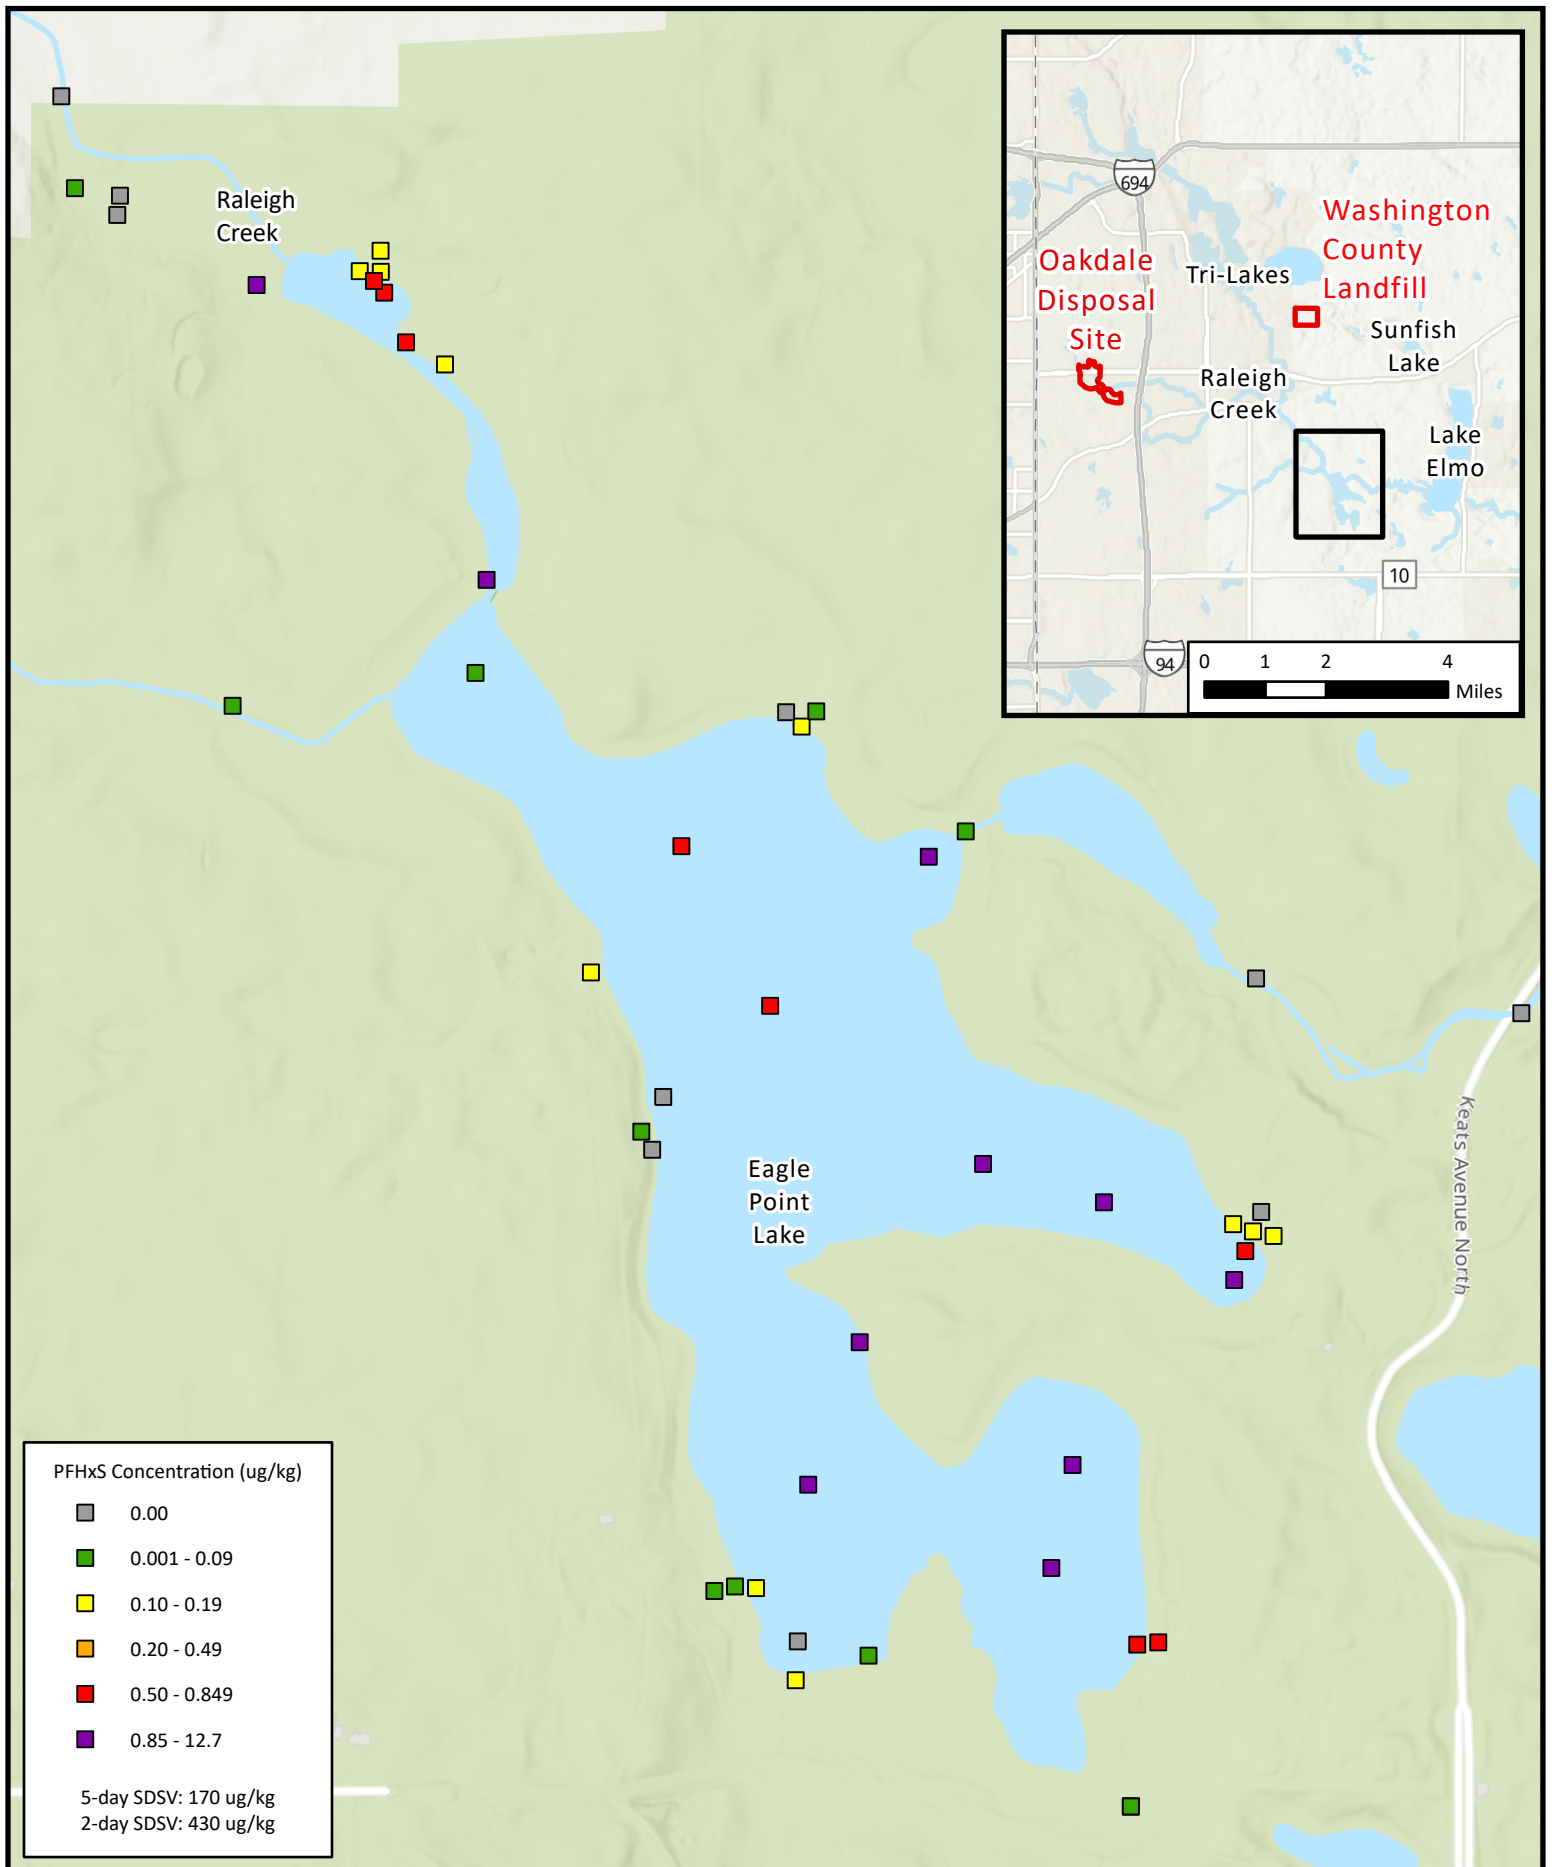 Raleigh
Creek
Eagle
Point
Lake
Keats Avenue North
694
Washington
County
Landfill
Oakdale
Disposal
Site
Tri-Lakes
Sunfish
Lake
Raleigh
Creek
Lake
Elmo
10
94
0 1 2 4
Miles
PFHxS Concentration (ug/kg)
0.00
0.001 - 0.09
0.10 - 0.19
0.20 - 0.49
0.50 - 0.849
0.85 - 12.7
5-day SDSV: 170 ug/kg
2-day SDSV: 430 ug/kg